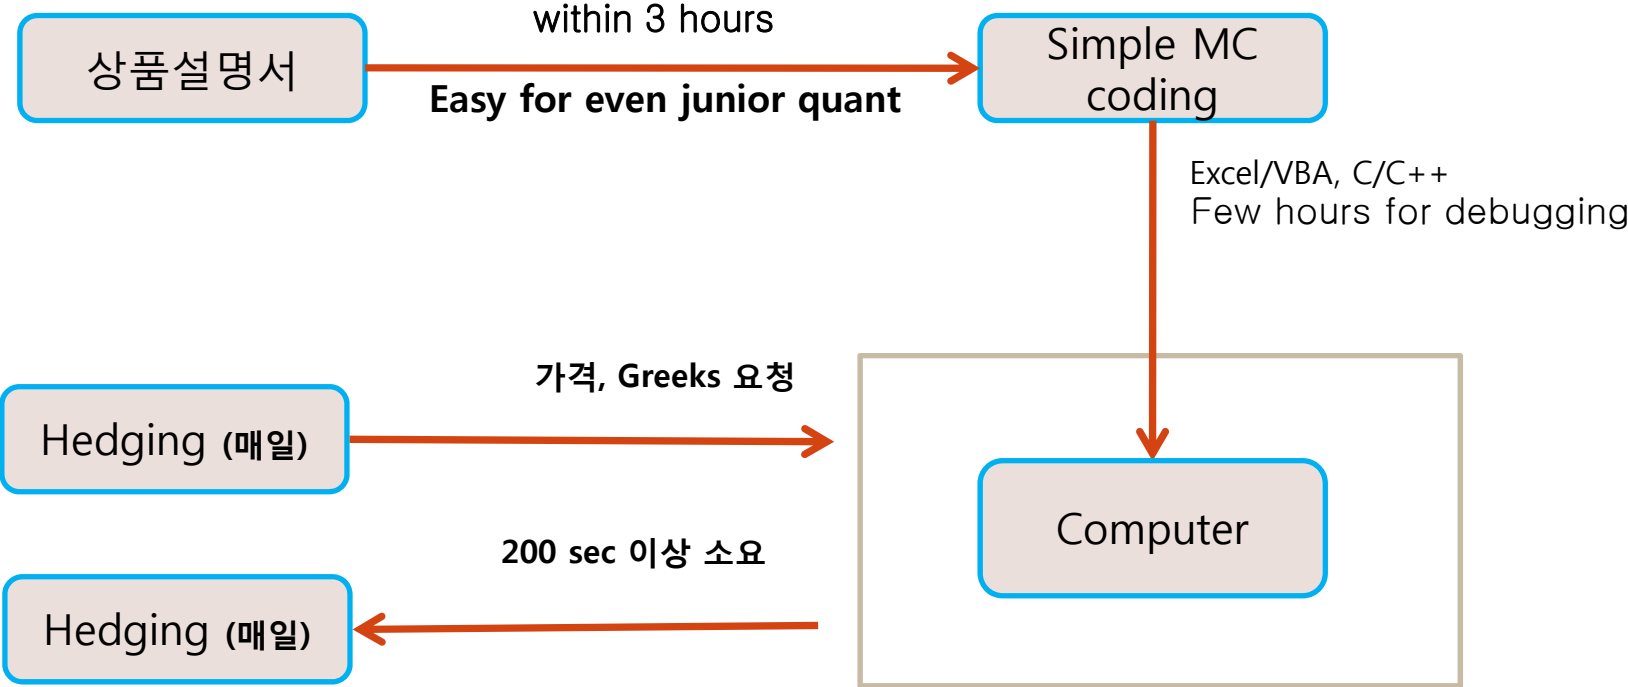 within 3 hours
상품설명서
Easy for even junior quant
Simple MC
coding
Excel/VBA, C/C++
Few hours for debugging
가격, Greeks 요청
Hedging (매일)
Computer
200 sec 이상 소요
Hedging (매일)